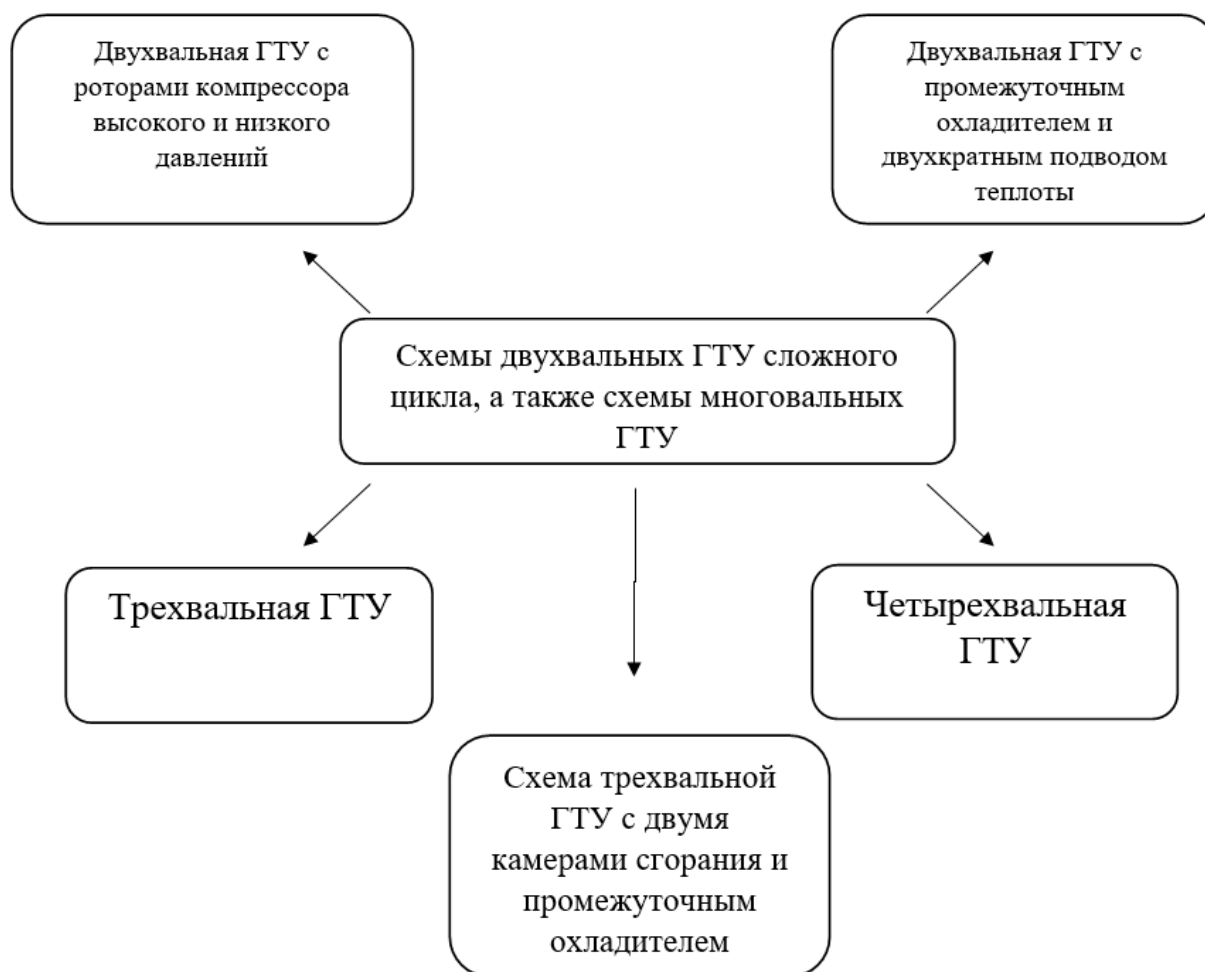 Двухвальная ГТУ с
роторами компрессора
высокого и низкого
давлений
Двухвальная ГТУ с
промежуточным
охладителем и
двухкратным подводом
теплоты
Схемы двухвальных ГТУ сложного
цикла, а также схемы многовальных
ГТУ
Трехвальная ГТУ
Четырехвальная
ГТУ
Схема трехвальной
ГТУ с двумя
камерами сгорания и
промежуточным
охладителем